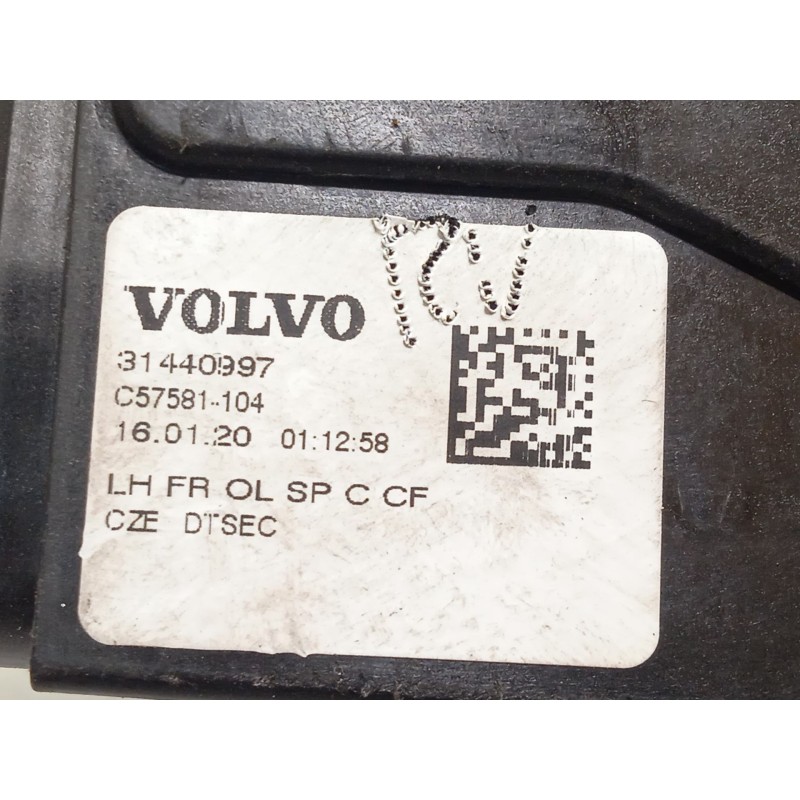 VOLVO
31440997
C57581-104
16.01.20 01:12:58
LH FR OL SP C CF
CZE DTSEC